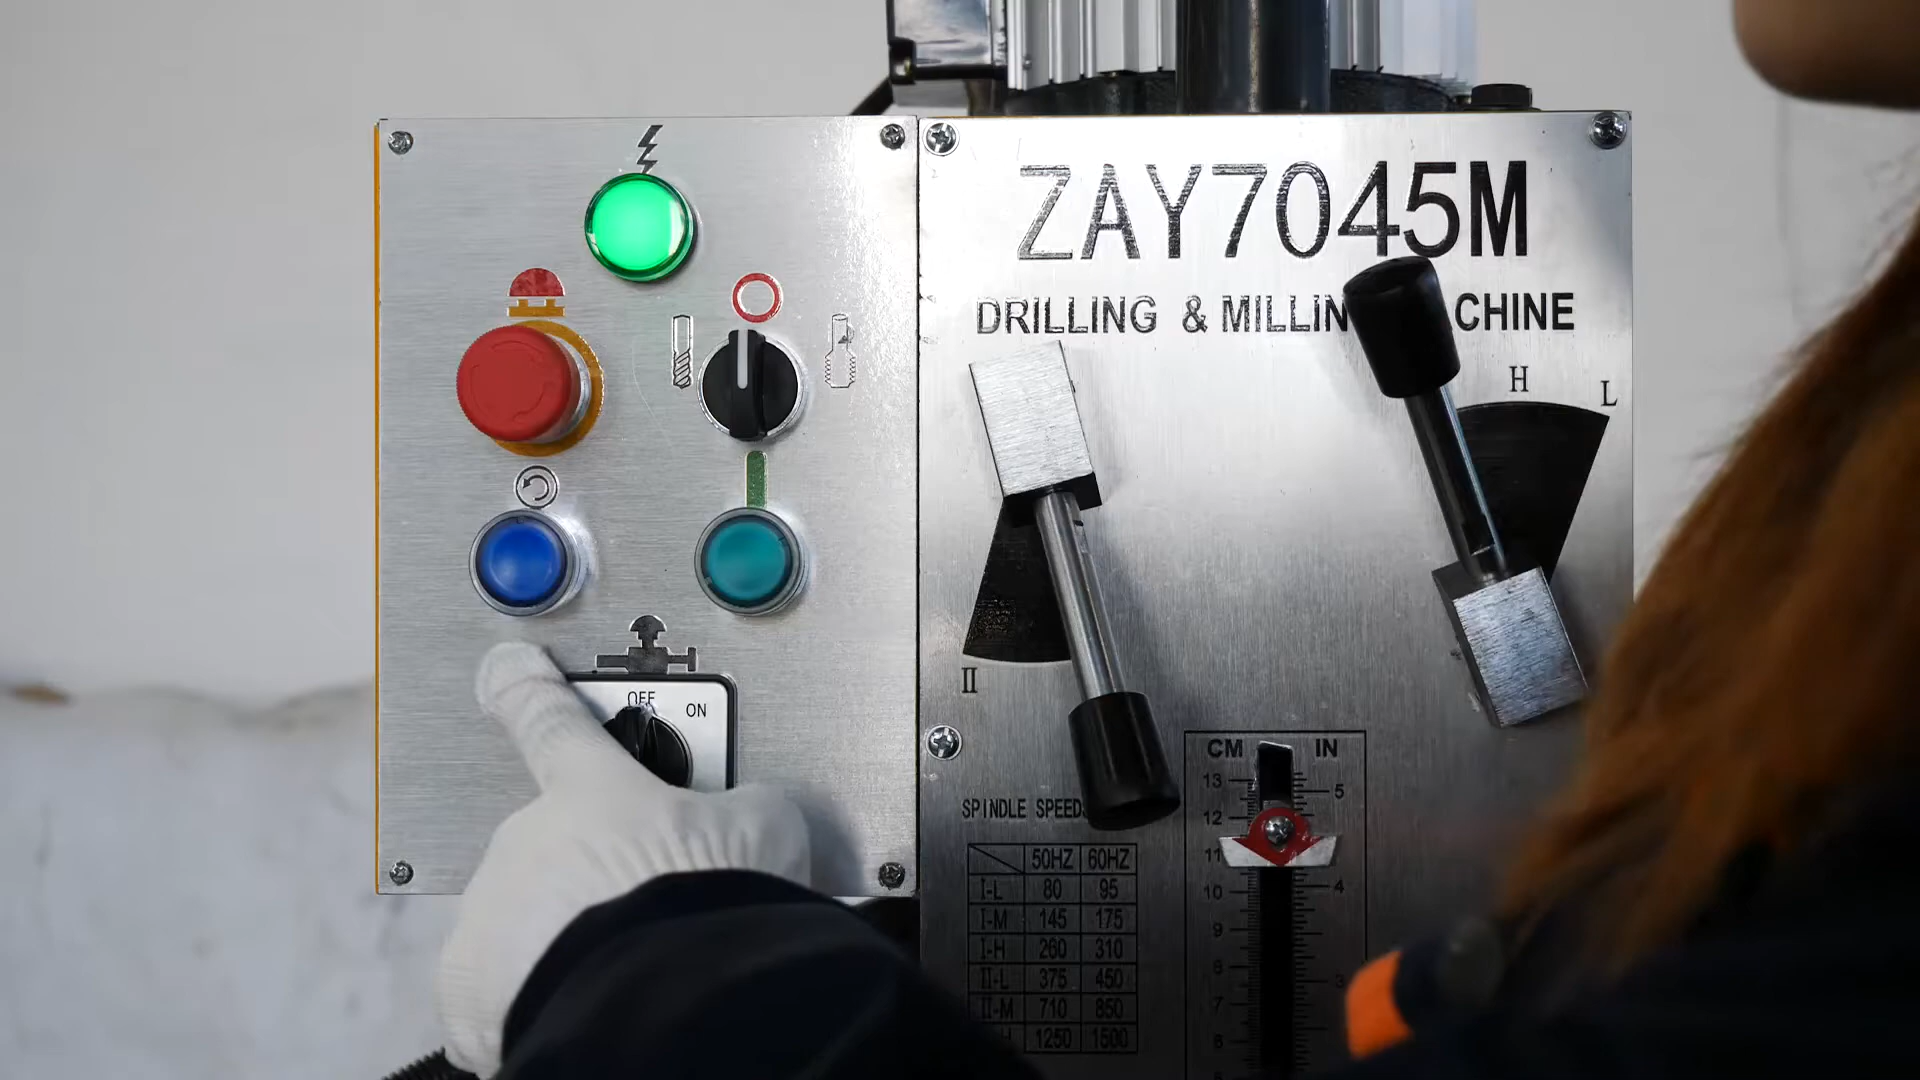 ZAY7045M
DRILLING & MILLIN CHINE
H
L
II
OFF
ON
CM IN
13
5
12
11
10
4
9
8
7
3
6
SPINDLE SPEEDS
50HZ 60HZ
I-L 80 95
I-M 145 175
I-H 260 310
II-L 375 450
II-M 710 850
H 1250 1500